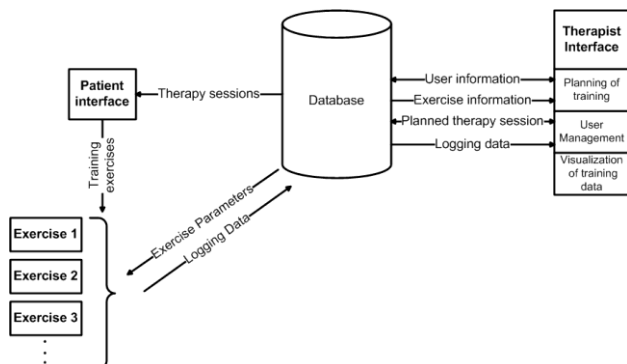 Therapist
Interface
Planning of
training
User
Management
Visualization
of training
data
User information
Exercise information
Planned therapy session
Logging data
Database
Therapy sessions
Patient
interface
Training
exercises
Exercise Parameters
Logging Data
Exercise 1
Exercise 2
Exercise 3